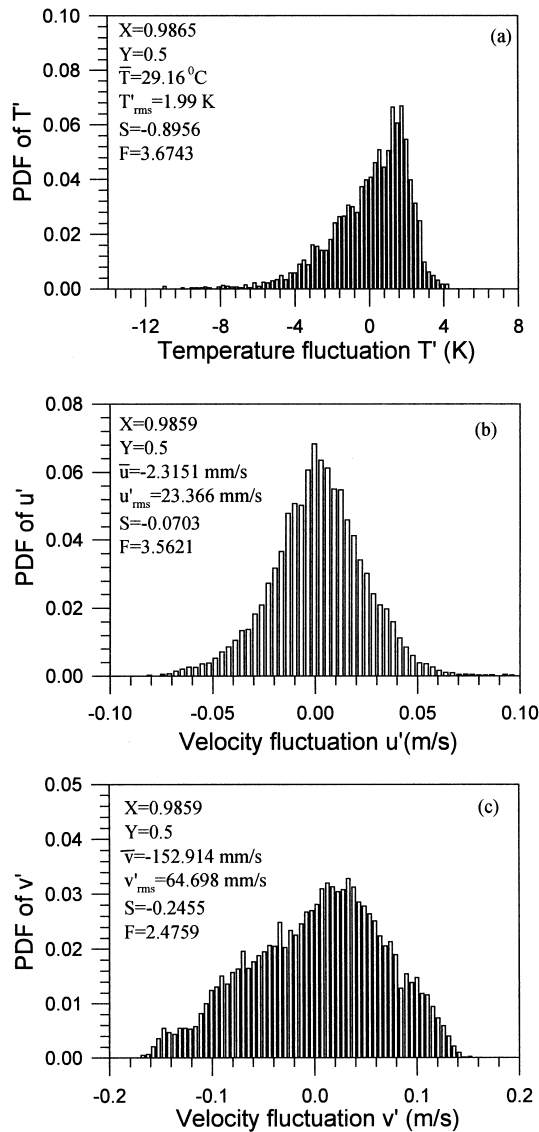 0.10
X=0.9865
(a)
Y=0.5
T̅=29.16 ⁰C
0.08
T'rms=1.99 K
S=-0.8956
F=3.6743
0.06
PDF of T'
0.04
0.02
0.00
-12 -8 -4 0 4 8
Temperature fluctuation T' (K)
0.08
X=0.9859
(b)
Y=0.5
u̅=-2.3151 mm/s
0.06
u'rms=23.366 mm/s
S=-0.0703
F=3.5621
PDF of u'
0.04
0.02
0.00
-0.10 -0.05 0.00 0.05 0.10
Velocity fluctuation u'(m/s)
0.05
X=0.9859
(c)
Y=0.5
v̅=-152.914 mm/s
0.04
v'rms=64.698 mm/s
S=-0.2455
F=2.4759
0.03
PDF of v'
0.02
0.01
0.00
-0.2 -0.1 0.0 0.1 0.2
Velocity fluctuation v' (m/s)